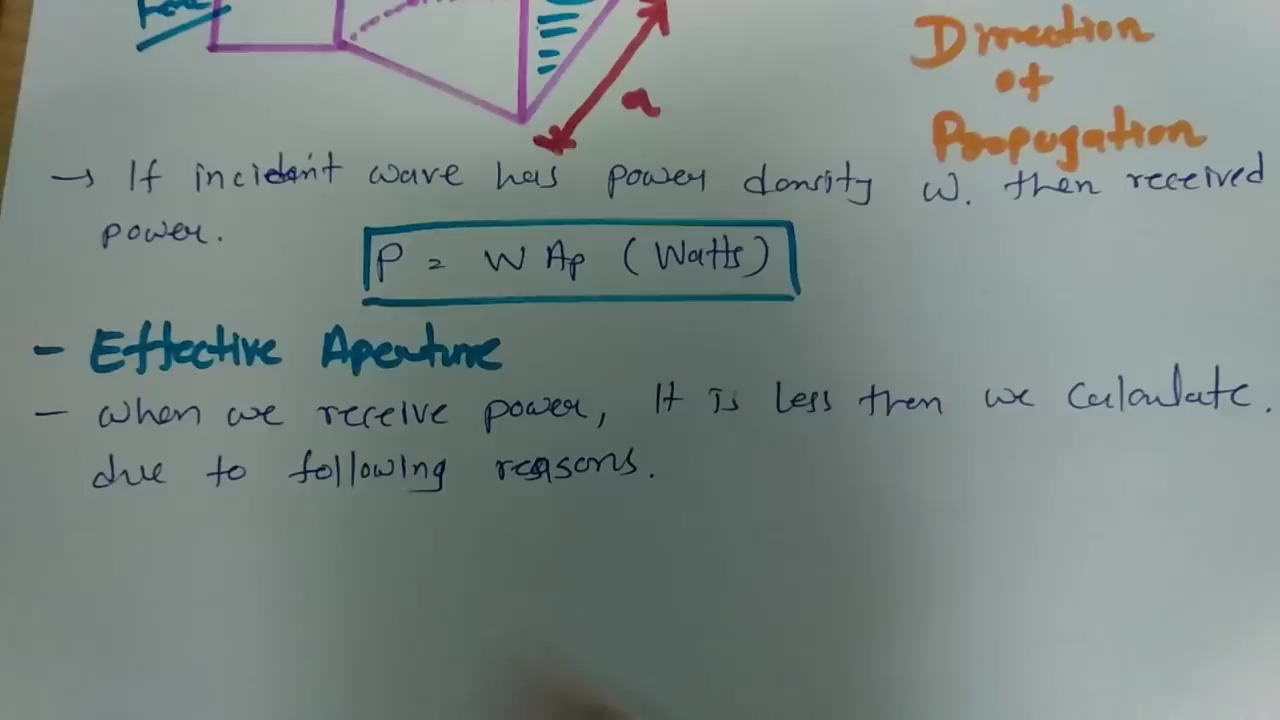 Direction
of
Propugation
a
→ If incident wave has power density W. then received
power.
P = W Ap (Watts)
- Effective Aperture
- when we receive power, It is less then we calculate.
due to following reasons.